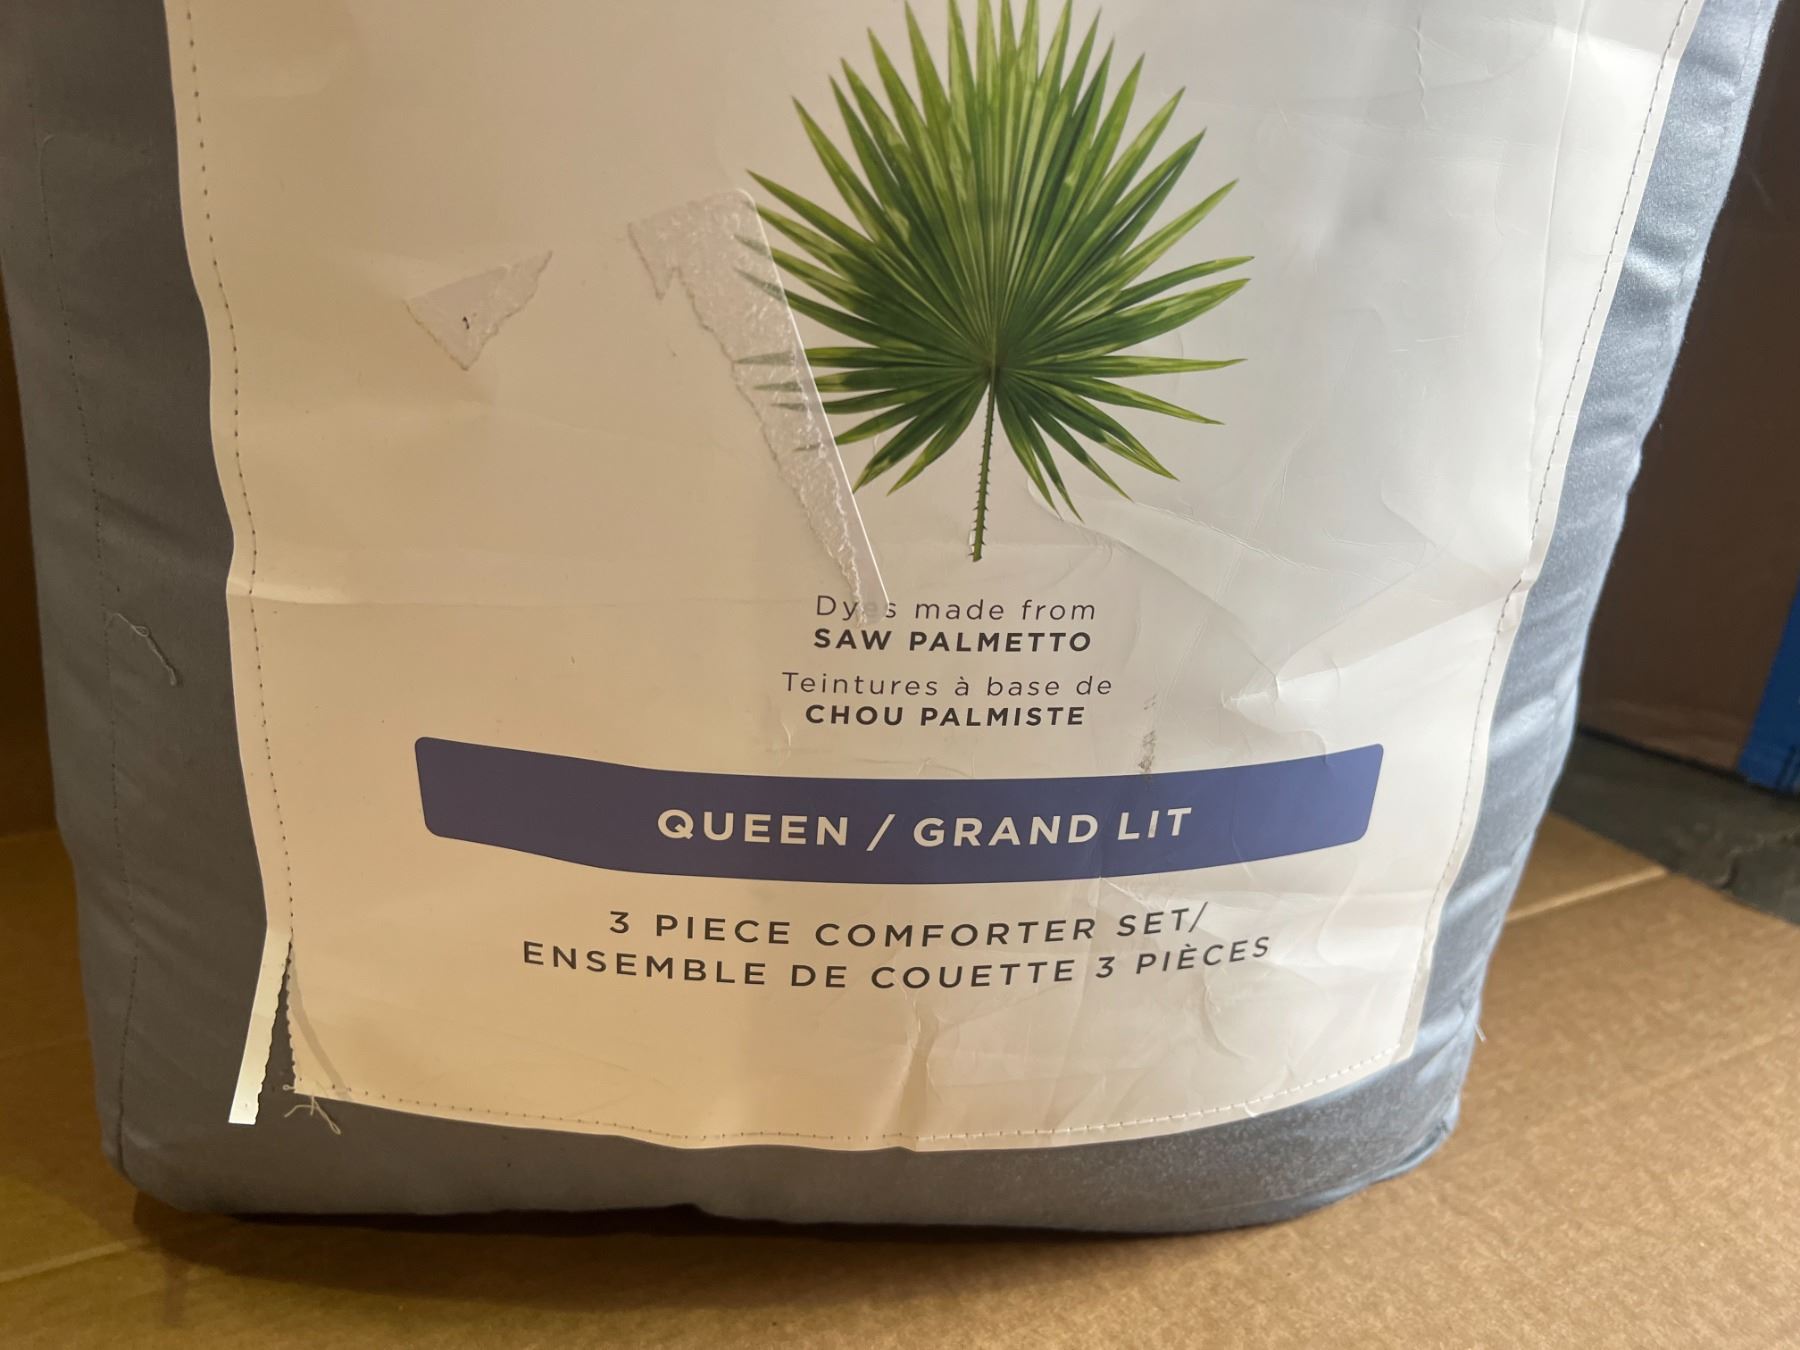 Dyes made from
SAW PALMETTO
Teintures à base de
CHOU PALMISTE
QUEEN / GRAND LIT
3 PIECE COMFORTER SET/
ENSEMBLE DE COUETTE 3 PIÈCES